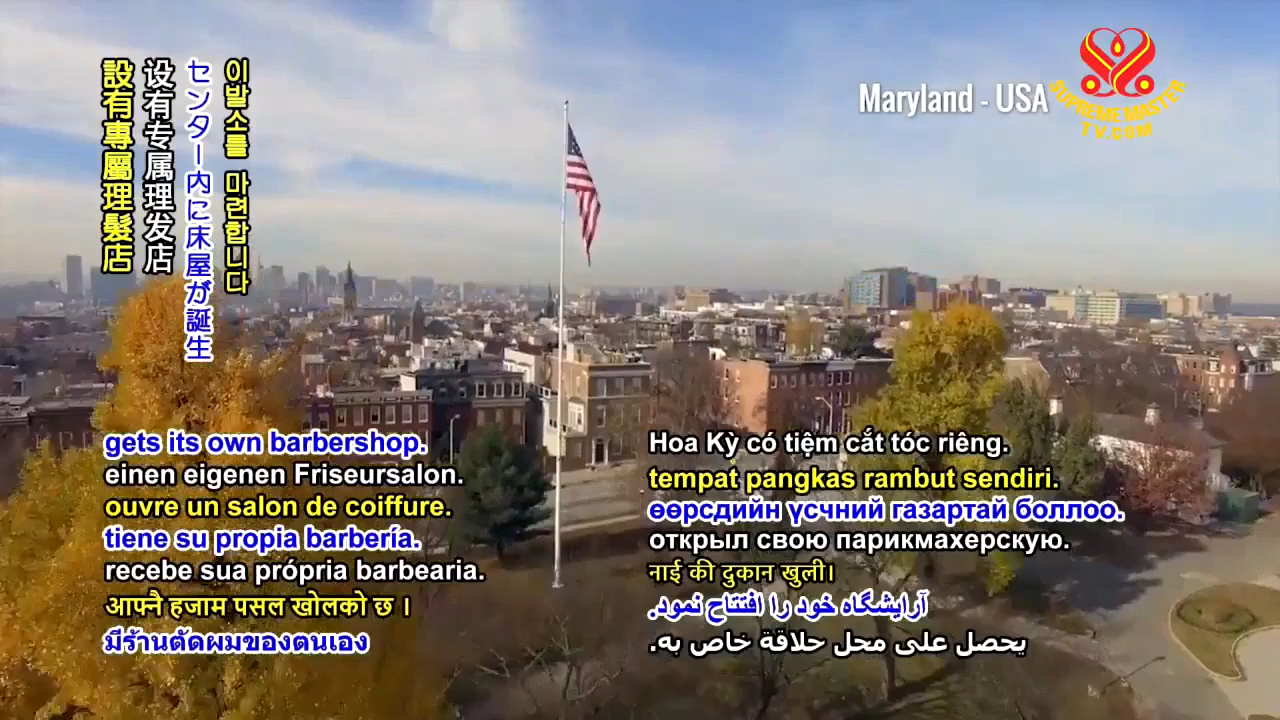 設有專屬理髮店
设有专属理发店
センター内に床屋が誕生
이발소를 마련합니다
Maryland - USA
SUPREME MASTER
TV.COM
gets its own barbershop.
einen eigenen Friseursalon.
ouvre un salon de coiffure.
tiene su propia barbería.
recebe sua própria barbearia.
आफ्नै हजाम पसल खोलको छ ।
มีร้านตัดผมของตนเอง
Hoa Kỳ có tiệm cắt tóc riêng.
tempat pangkas rambut sendiri.
өөрсдийн үсчний газартай боллоо.
открыл свою парикмахерскую.
नाई की दुकान खुली।
آرایشگاه خود را افتتاح نمود.
يحصل على محل حلاقة خاص به.